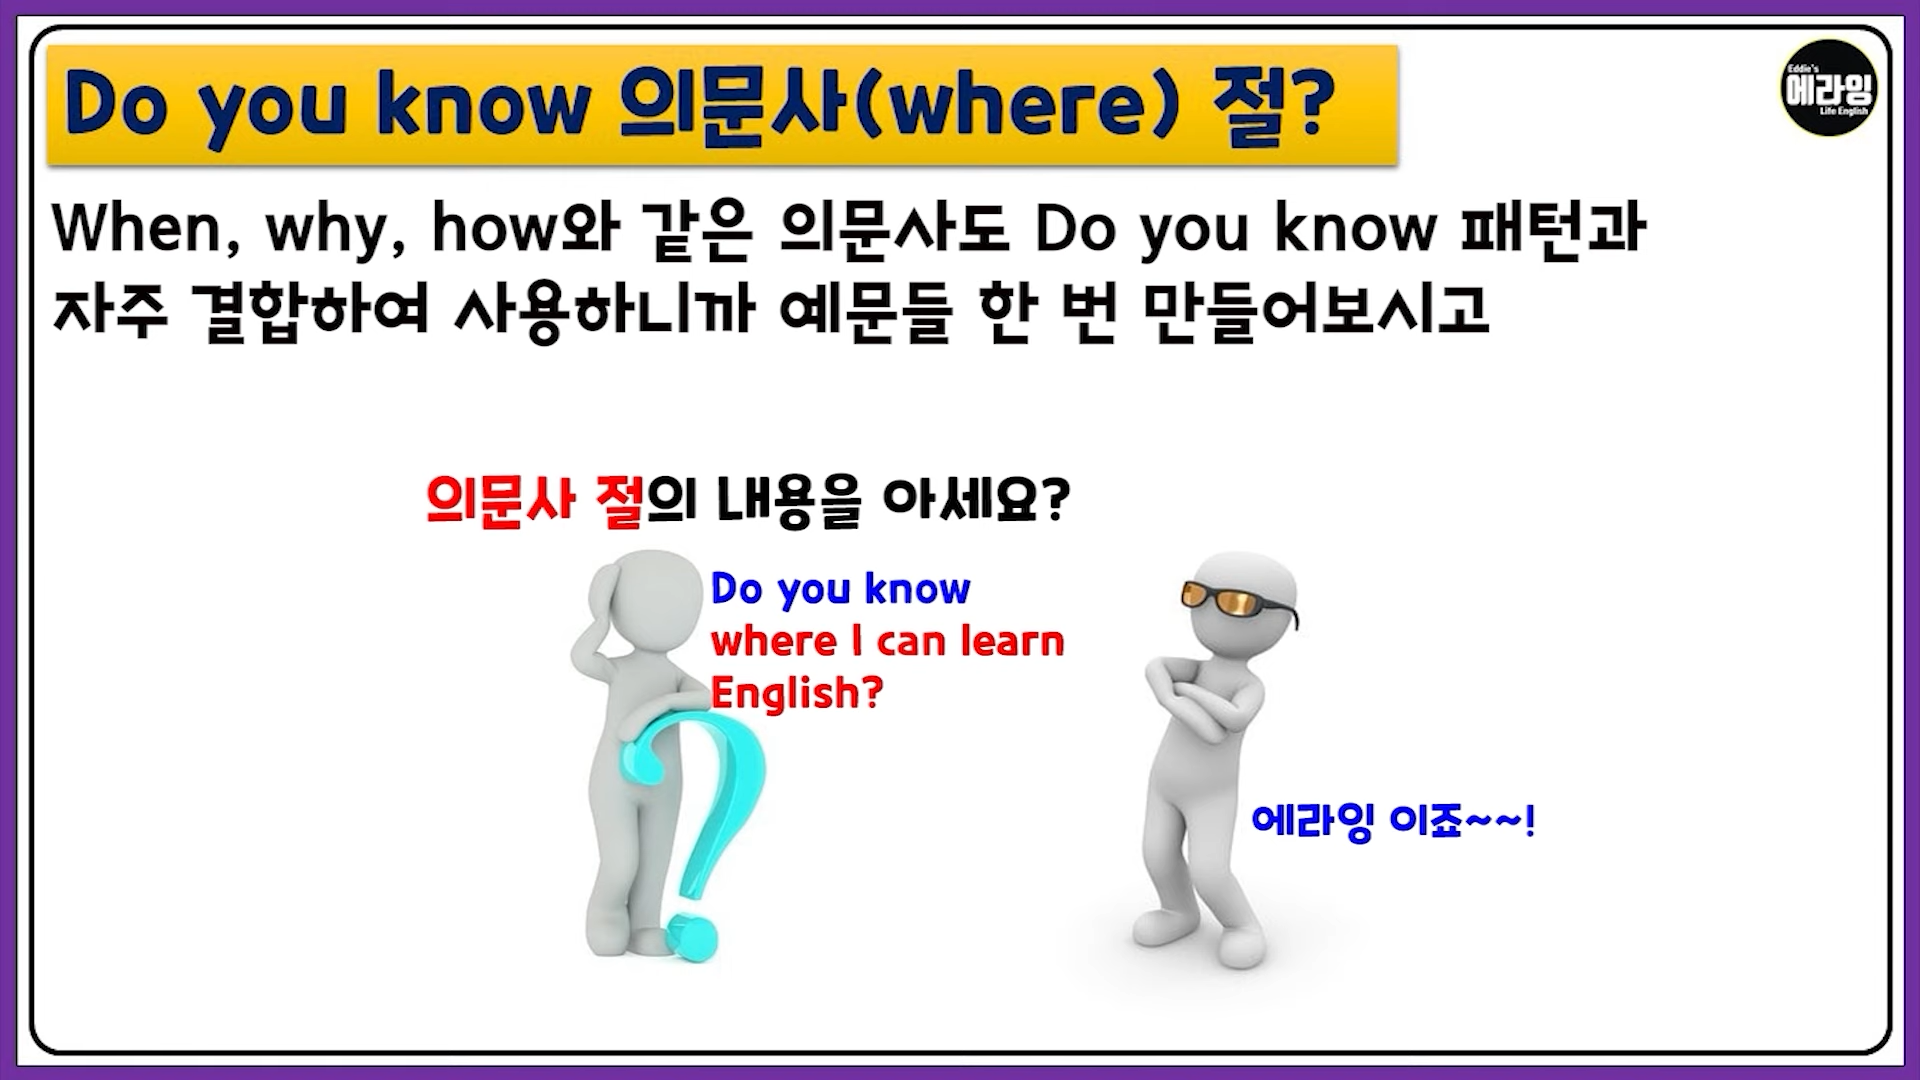 Do you know 의문사(where) 절?
Eddie's
에라잉
Life English
When, why, how와 같은 의문사도 Do you know 패턴과
자주 결합하여 사용하니까 예문들 한 번 만들어보시고
의문사 절의 내용을 아세요?
Do you know
where I can learn
English?
에라잉 이죠~~!